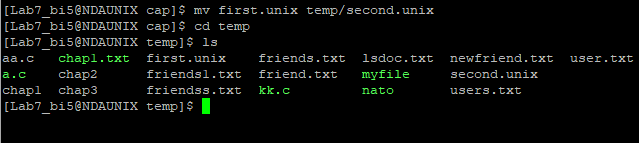 [Lab7_bi5@NDAUNIX cap]$ mv first.unix temp/second.unix
[Lab7_bi5@NDAUNIX cap]$ cd temp
[Lab7_bi5@NDAUNIX temp]$ ls
aa.c   chap1.txt  first.unix    friends.txt  lsdoc.txt  newfriend.txt  user.txt
a.c    chap2      friends1.txt  friend.txt   myfile     second.unix
chap1  chap3      friendss.txt  kk.c         nato       users.txt
[Lab7_bi5@NDAUNIX temp]$